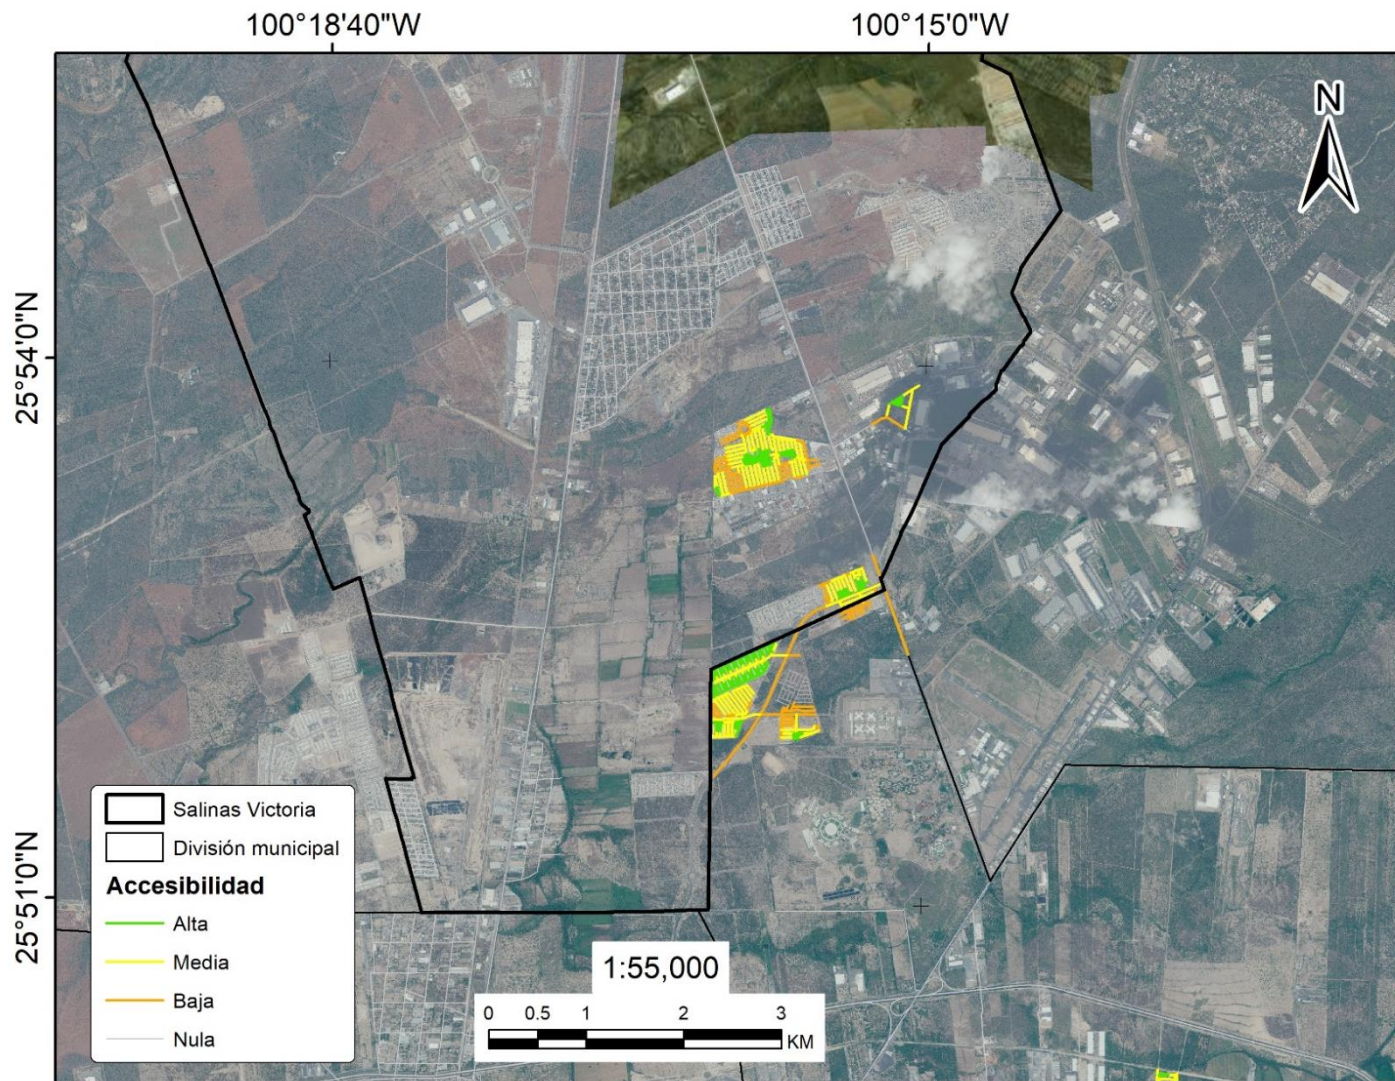 100°18'40"W
100°15'0"W
N
25°54'0"N
25°51'0"N
Salinas Victoria
División municipal
Accesibilidad
Alta
Media
Baja
Nula
1:55,000
0 0.5 1 2 3
KM